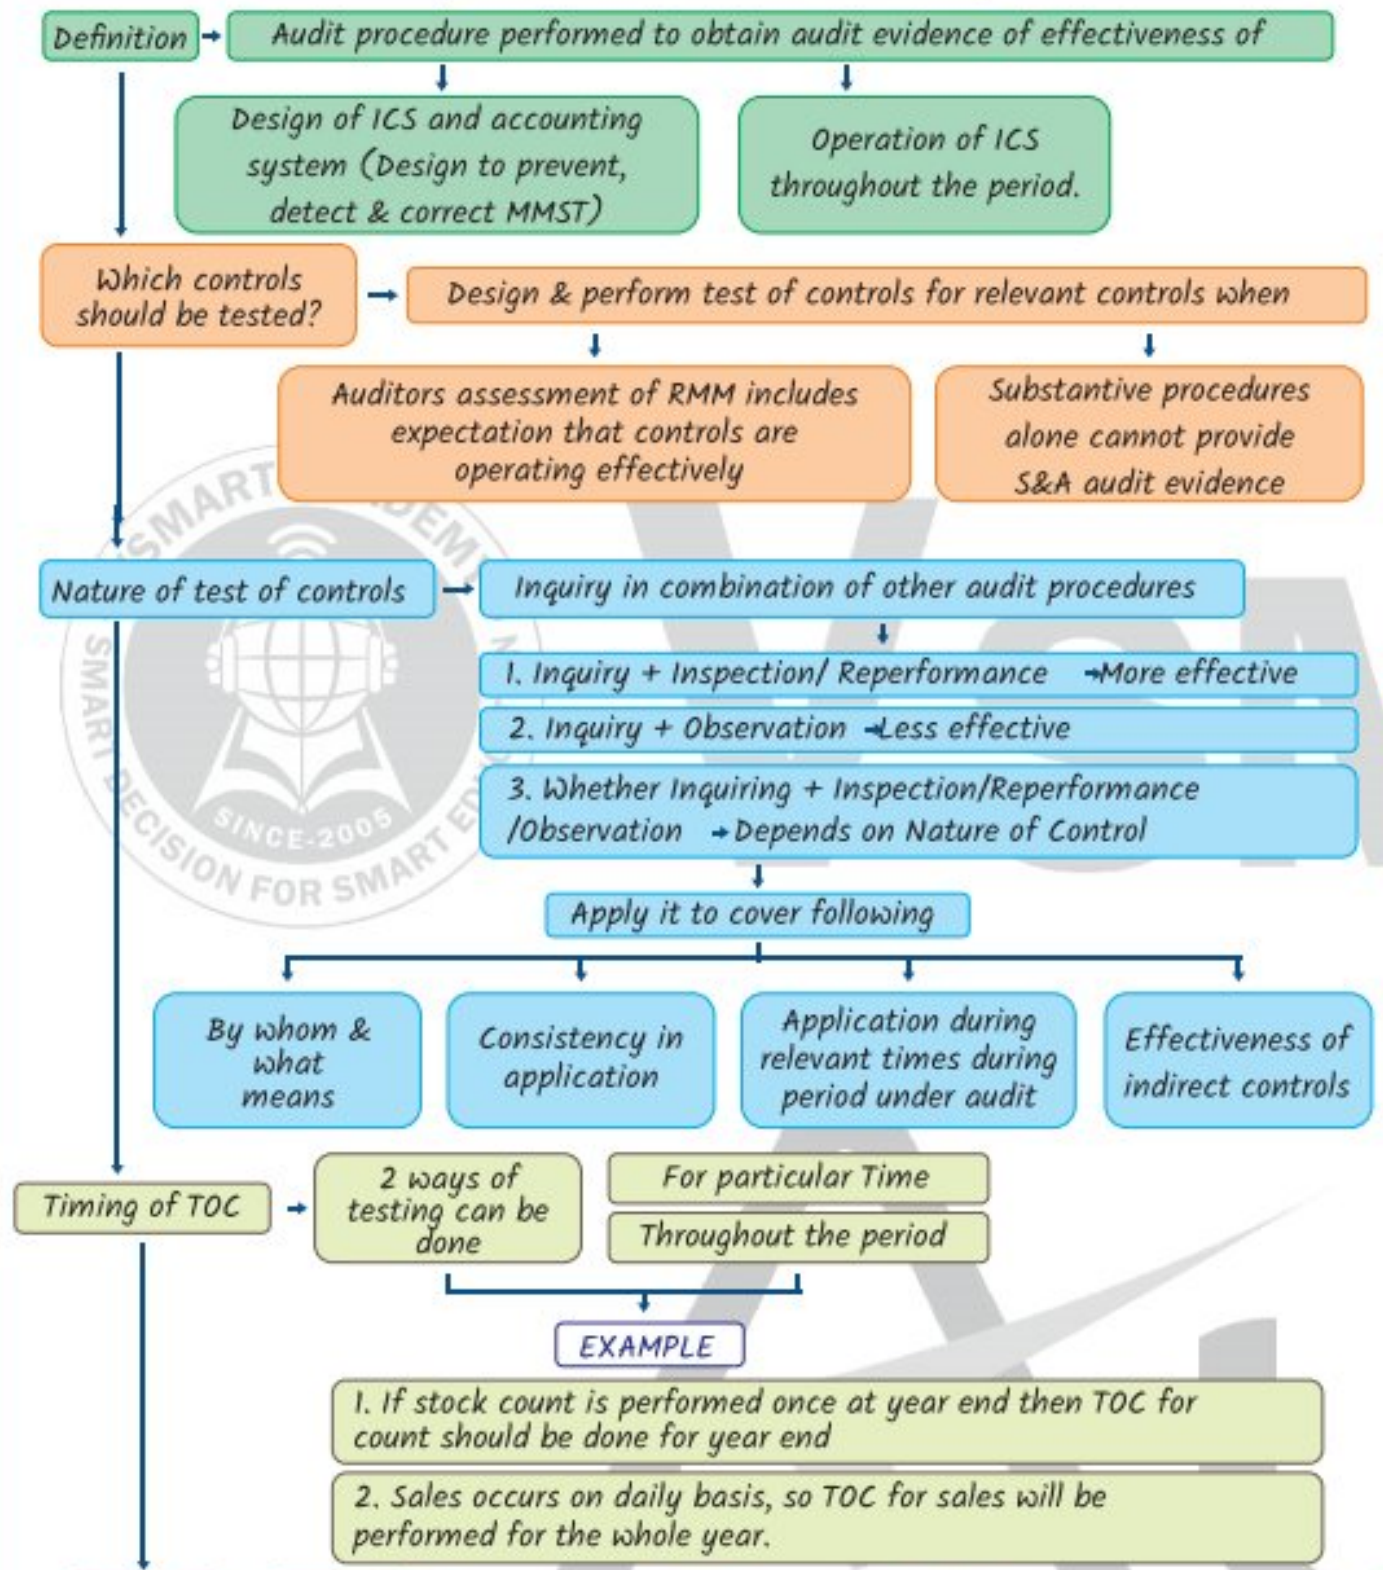 Definition
Audit procedure performed to obtain audit evidence of effectiveness of
Design of ICS and accounting
system (Design to prevent,
detect & correct MMST)
Operation of ICS
throughout the period.
Which controls
should be tested?
Design & perform test of controls for relevant controls when
Auditors assessment of RMM includes
expectation that controls are
operating effectively
Substantive procedures
alone cannot provide
S&A audit evidence
Nature of test of controls
Inquiry in combination of other audit procedures
1. Inquiry + Inspection/ Reperformance → More effective
2. Inquiry + Observation → Less effective
3. Whether Inquiring + Inspection/Reperformance
/Observation → Depends on Nature of Control
Apply it to cover following
By whom &
what
means
Consistency in
application
Application during
relevant times during
period under audit
Effectiveness of
indirect controls
Timing of TOC
2 ways of
testing can be
done
For particular Time
Throughout the period
EXAMPLE
1. If stock count is performed once at year end then TOC for
count should be done for year end
2. Sales occurs on daily basis, so TOC for sales will be
performed for the whole year.
SINCE-2005
SMART DECISION FOR SMART